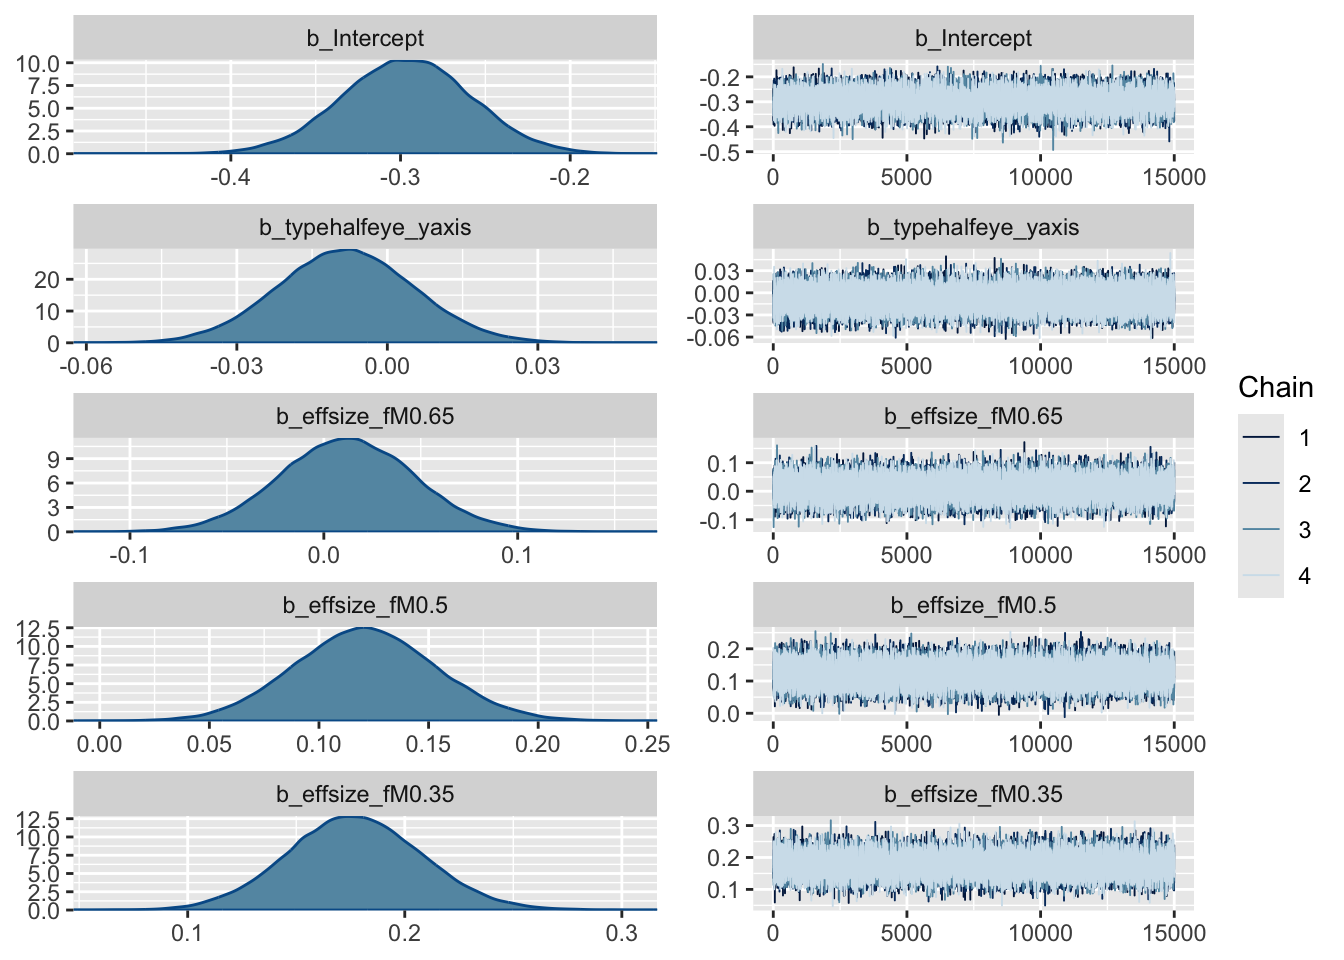 b_Intercept
10.0
7.5
5.0
2.5
0.0
-0.4 -0.3 -0.2
b_Intercept
-0.2
-0.3
-0.4
-0.5
0 5000 10000 15000
b_typehalfeye_yaxis
20
10
0
-0.06 -0.03 0.00 0.03
b_typehalfeye_yaxis
0.03
0.00
-0.03
-0.06
0 5000 10000 15000
b_effsize_fM0.65
9
6
3
0
-0.1 0.0 0.1
b_effsize_fM0.65
0.1
0.0
-0.1
0 5000 10000 15000
b_effsize_fM0.5
12.5
10.0
7.5
5.0
2.5
0.0
0.00 0.05 0.10 0.15 0.20 0.25
b_effsize_fM0.5
0.2
0.1
0.0
0 5000 10000 15000
b_effsize_fM0.35
12.5
10.0
7.5
5.0
2.5
0.0
0.1 0.2 0.3
b_effsize_fM0.35
0.3
0.2
0.1
0 5000 10000 15000
Chain
1
2
3
4